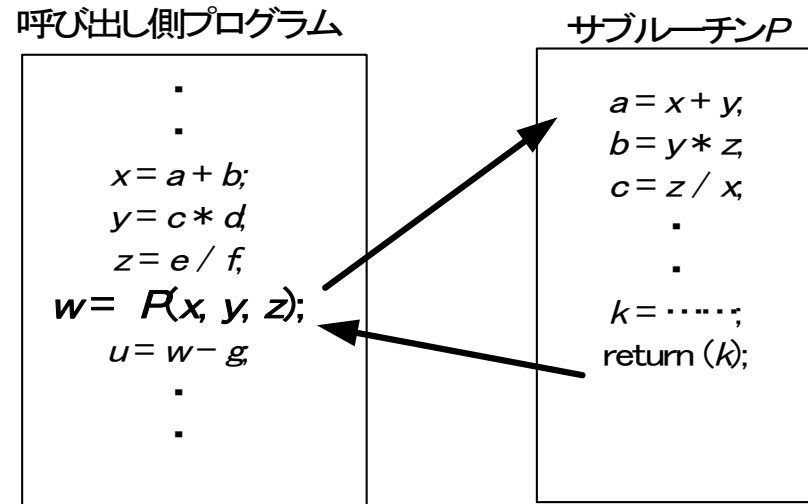 呼び出し側プログラム
・
・
x = a + b;
y = c * d;
z = e / f;
w = P(x, y, z);
u = w − g;
・
・
サブルーチンP
a = x + y;
b = y * z;
c = z / x;
・
・
k = ……;
return (k);